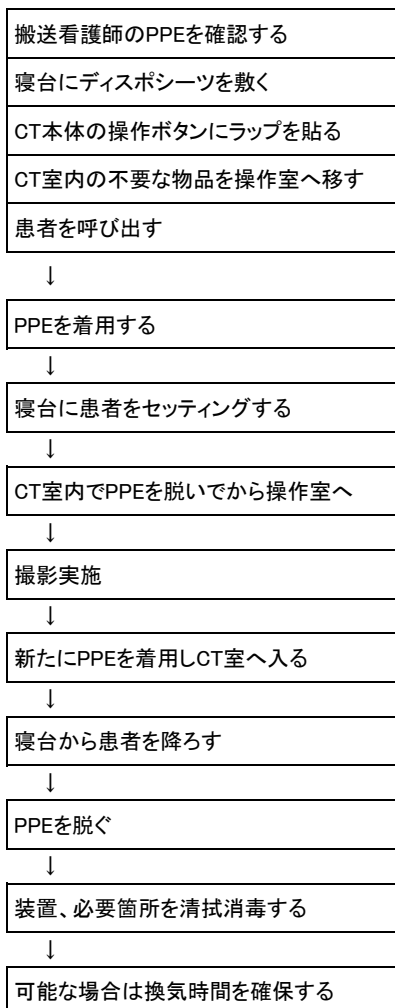 搬送看護師のPPEを確認する
寝台にディスポシーツを敷く
CT本体の操作ボタンにラップを貼る
CT室内の不要な物品を操作室へ移す
患者を呼び出す
↓
PPEを着用する
↓
寝台に患者をセッティングする
↓
CT室内でPPEを脱いでから操作室へ
↓
撮影実施
↓
新たにPPEを着用しCT室へ入る
↓
寝台から患者を降ろす
↓
PPEを脱ぐ
↓
装置、必要箇所を清拭消毒する
↓
可能な場合は換気時間を確保する